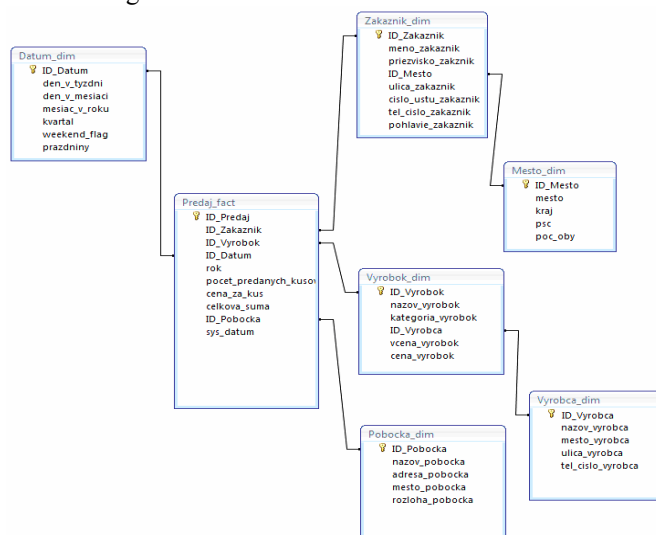 Datum_dim
ID_Datum
den_v_tyzdni
den_v_mesiaci
mesiac_v_roku
kvartal
weekend_flag
prazdniny
Zakaznik_dim
ID_Zakaznik
meno_zakaznik
priezvisko_zakznik
ID_Mesto
ulica_zakaznik
cislo_ustu_zakaznik
tel_cislo_zakaznik
pohlavie_zakaznik
Mesto_dim
ID_Mesto
mesto
kraj
psc
poc_oby
Predaj_fact
ID_Predaj
ID_Zakaznik
ID_Vyrobok
ID_Datum
rok
pocet_predanych_kusov
cena_za_kus
celkova_suma
ID_Pobocka
sys_datum
Vyrobok_dim
ID_Vyrobok
nazov_vyrobok
kategoria_vyrobok
ID_Vyrobca
vcena_vyrobok
cena_vyrobok
Vyrobca_dim
ID_Vyrobca
nazov_vyrobca
mesto_vyrobca
ulica_vyrobca
tel_cislo_vyrobca
Pobocka_dim
ID_Pobocka
nazov_pobocka
adresa_pobocka
mesto_pobocka
rozloha_pobocka